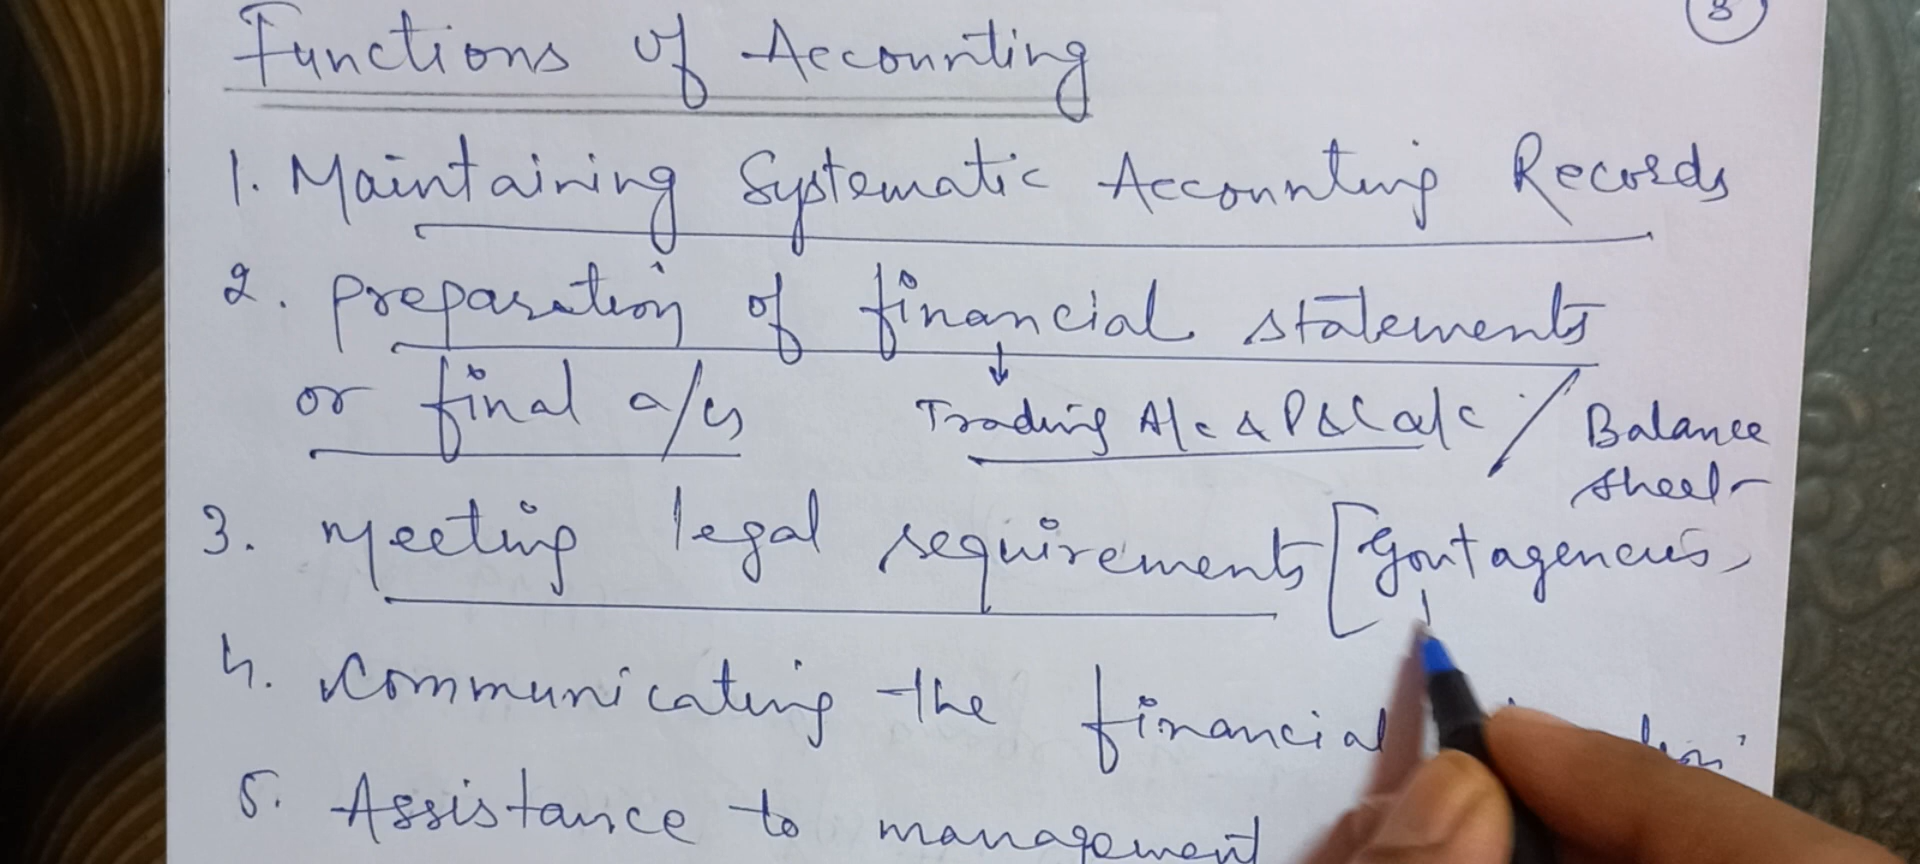 8
Functions of Accounting
1. Maintaining Systematic Accounting Records
2. Preparation of financial statements
or final a/cs
Trading A/c & P&L a/c
Balance
sheet
3. Meeting legal requirements [Govt agencies,
4. Communicating the financial
5. Assistance to management